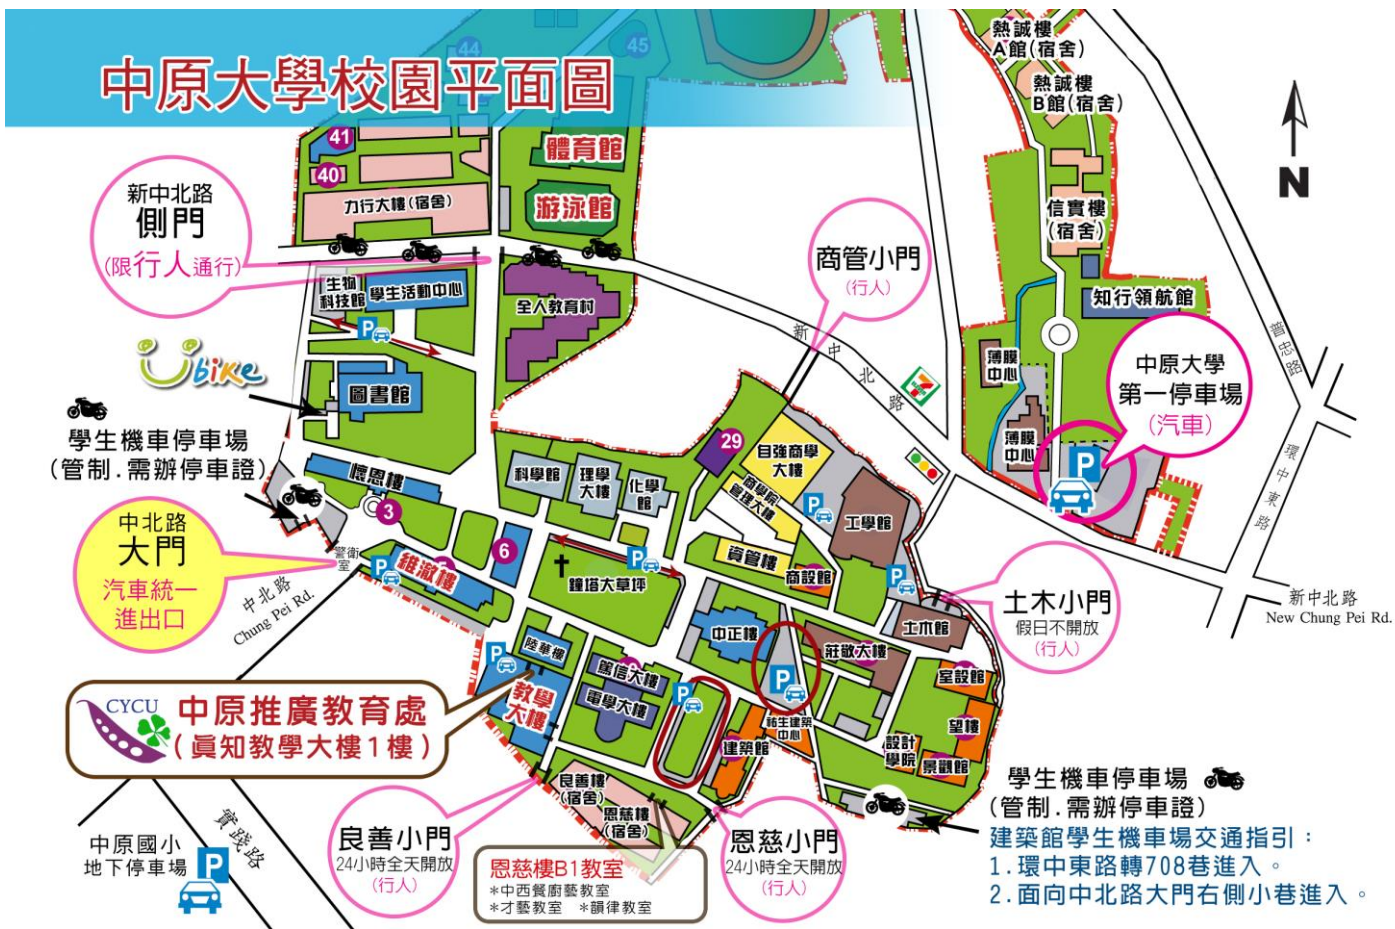 中原大學校園平面圖
44
45
41
40
力行大樓(宿舍)
體育館
游泳館
熱誠樓
A館(宿舍)
熱誠樓
B館(宿舍)
信實樓
(宿舍)
知行領航館
N
新中北路
側門
(限行人通行)
商管小門
(行人)
生物
科技館
學生活動中心
P
全人教育村
新中北路
7
ELEVEN
普忠路
環中東路
薄膜
中心
薄膜
中心
中原大學
第一停車場
(汽車)
P
Ubike
圖書館
學生機車停車場
(管制.需辦停車證)
懷恩樓
3
科學館
理學
大樓
化學
館
29
自強商學
大樓
商學院
管理大樓
P
工學館
中北路
大門
汽車統一
進出口
警衛室
中北路
Chung Pei Rd.
P
維澈樓
6
鐘塔大草坪
P
資管樓
商設館
P
土木館
土木小門
假日不開放
(行人)
新中北路
New Chung Pei Rd.
中正樓
莊敬大樓
P
陸華樓
篤信大樓
電學大樓
P
教學
大樓
P
祐生建築
中心
建築館
室設館
望樓
設計
學院
景觀館
CYCU
中原推廣教育處
(真知教學大樓1樓)
實踐路
中原國小
地下停車場
P
良善樓
(宿舍)
恩慈樓
(宿舍)
良善小門
24小時全天開放
(行人)
恩慈樓B1教室
*中西餐廚藝教室
*才藝教室 *韻律教室
恩慈小門
24小時全天開放
(行人)
學生機車停車場
(管制.需辦停車證)
建築館學生機車場交通指引：
1.環中東路轉708巷進入。
2.面向中北路大門右側小巷進入。